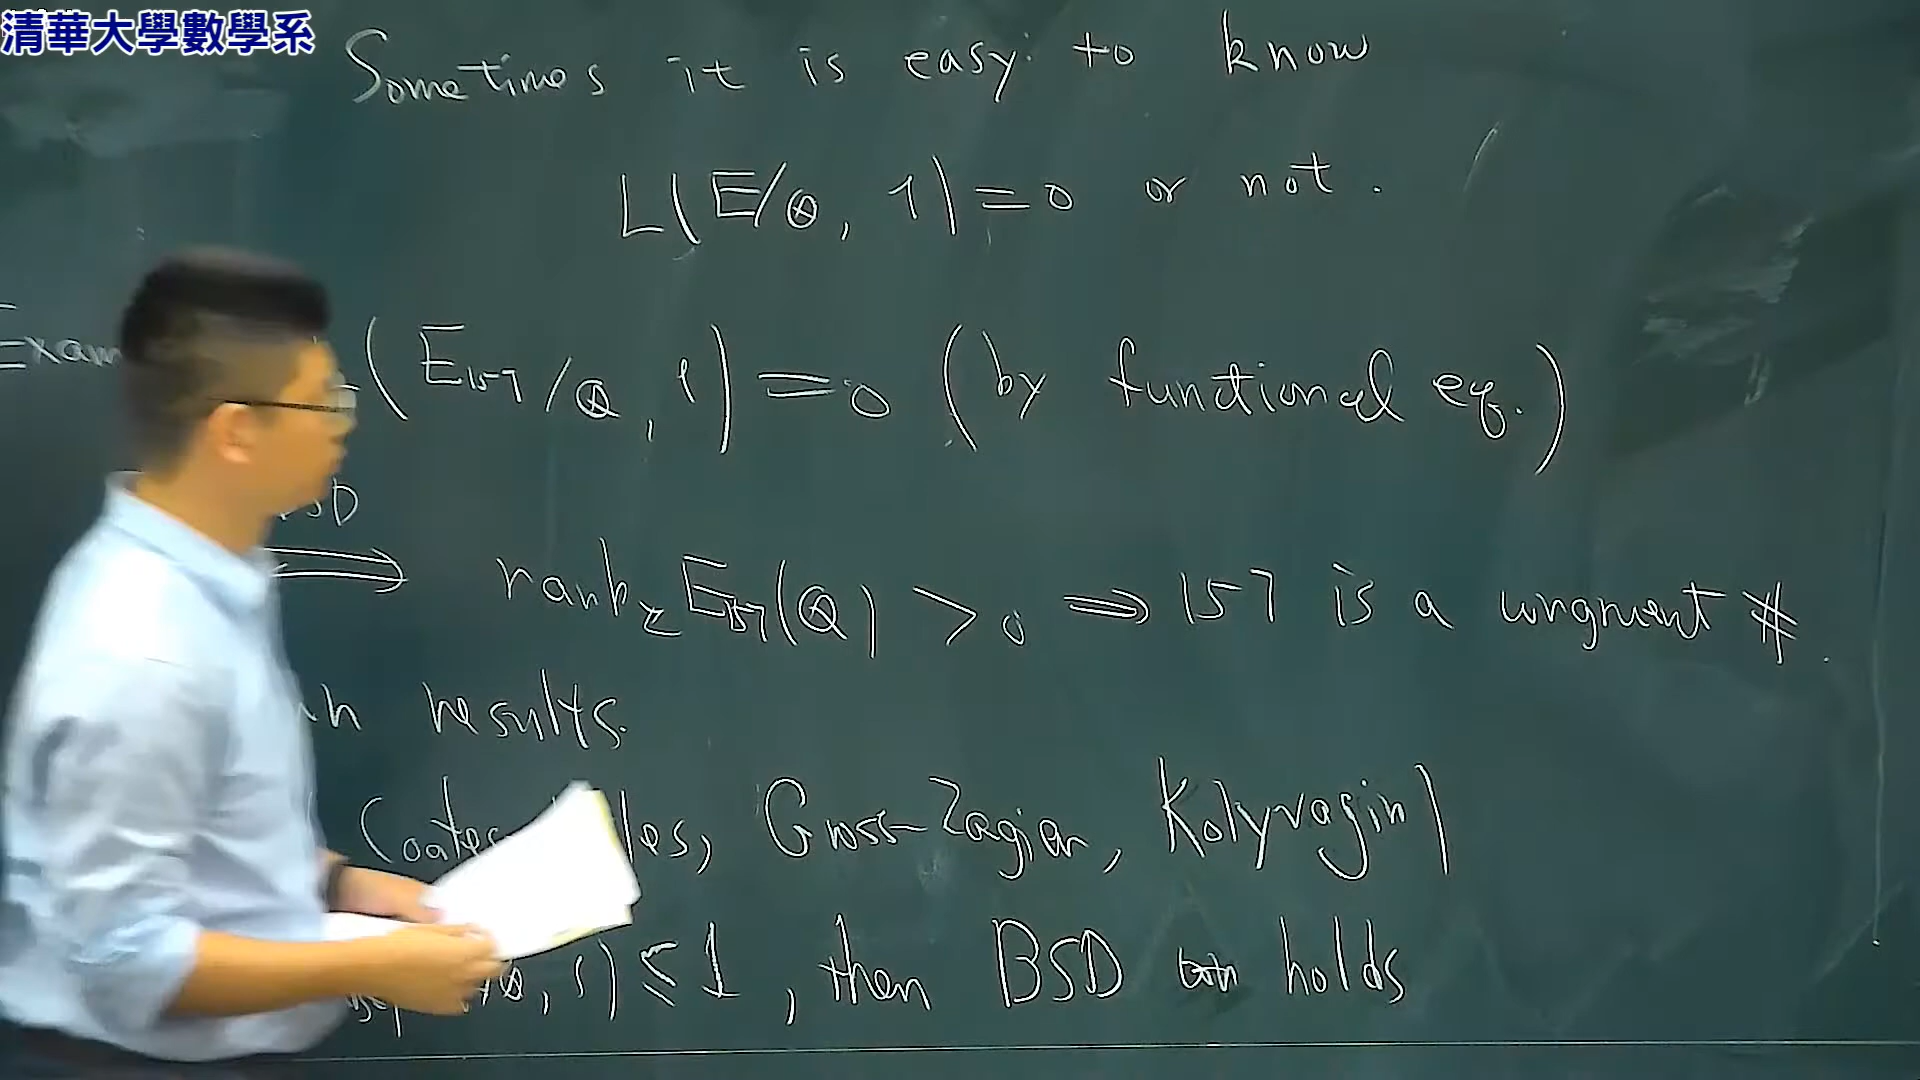 清華大學數學系
Sometimes it is easy to know
L(E/Q, 1) = 0 or not.
Exam (E₁₅₇/Q, 1) = 0 (by functional eq.)
SD
⟹ rank_Z E₁₅₇(Q) > 0 ⟹ 157 is a congruent #.
results.
(Coates les, Gross-Zagier, Kolyvagin)
, s) ≤ 1, then BSD holds